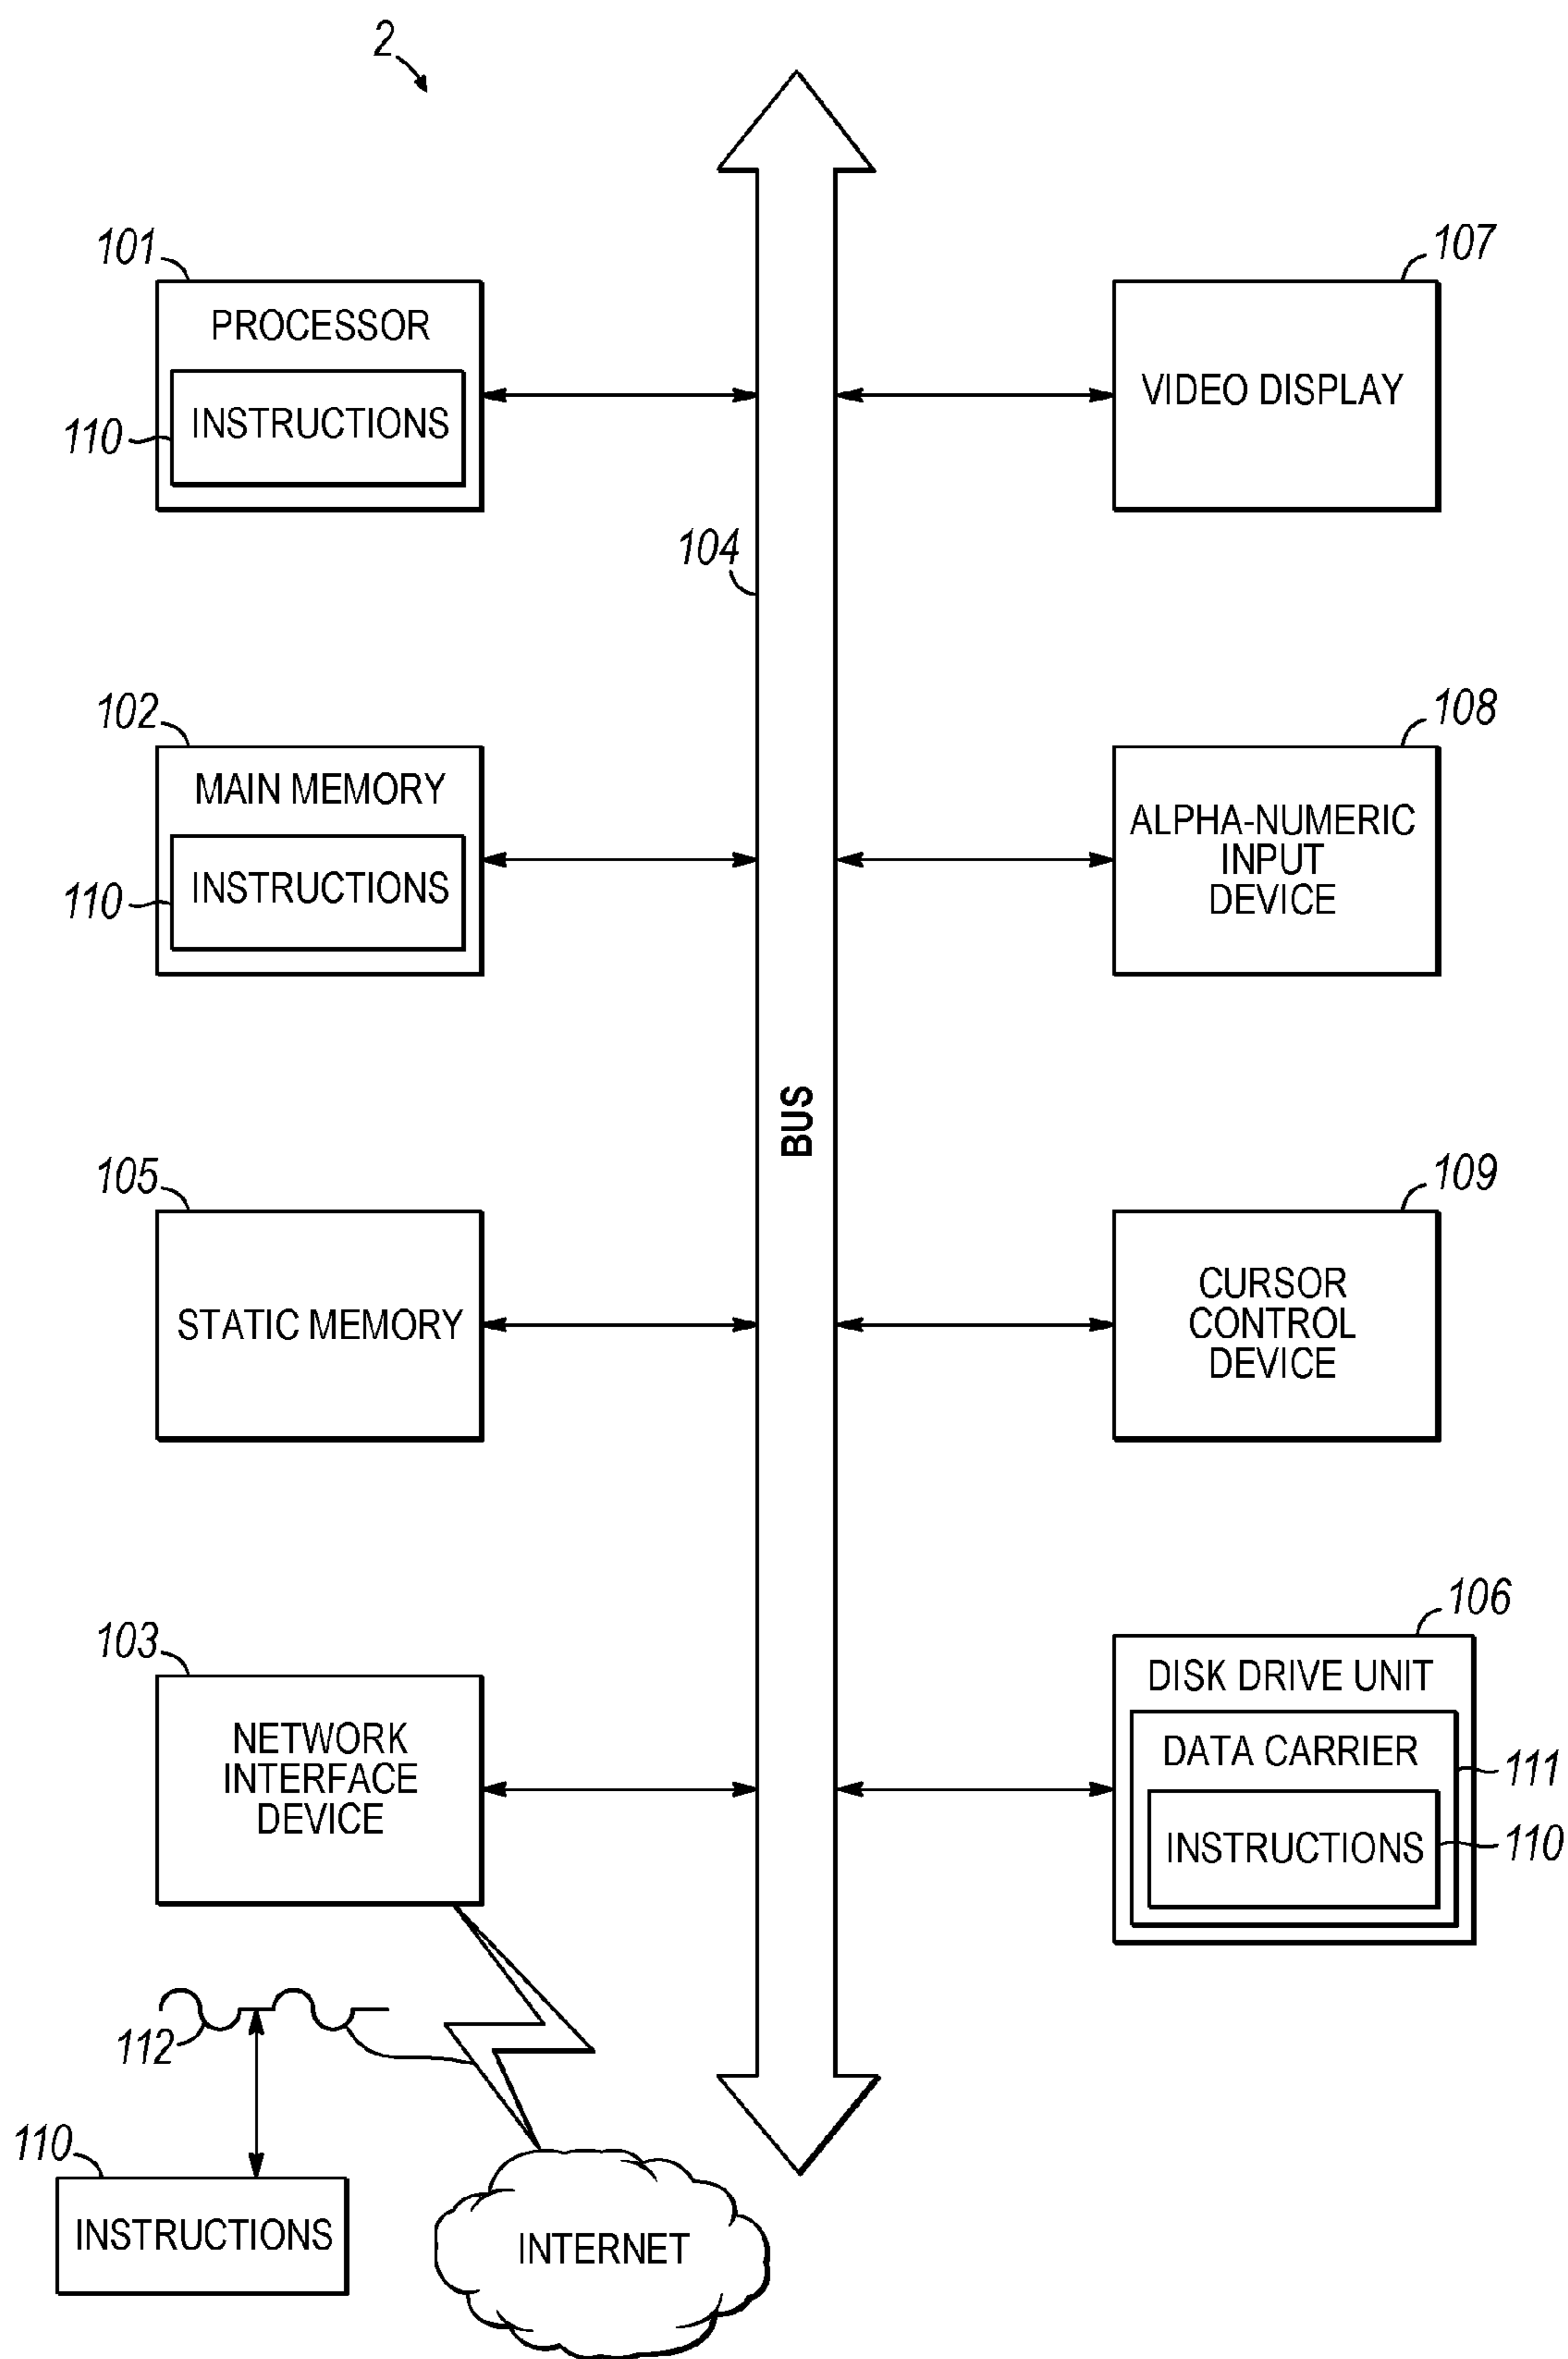 2
101
PROCESSOR
INSTRUCTIONS
110
107
VIDEO DISPLAY
104
102
MAIN MEMORY
INSTRUCTIONS
110
108
ALPHA-NUMERIC
INPUT
DEVICE
BUS
105
STATIC MEMORY
109
CURSOR
CONTROL
DEVICE
103
NETWORK
INTERFACE
DEVICE
106
DISK DRIVE UNIT
DATA CARRIER
111
INSTRUCTIONS
110
112
110
INSTRUCTIONS
INTERNET